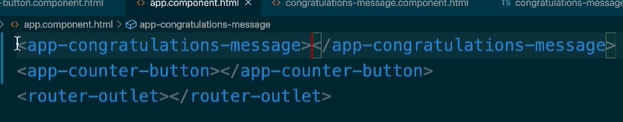 -button.component.html app.component.html × congratulations-message.component.html TS congratulations-message
> <> app.component.html > app-congratulations-message
<app-congratulations-message></app-congratulations-message>
<app-counter-button></app-counter-button>
<router-outlet></router-outlet>